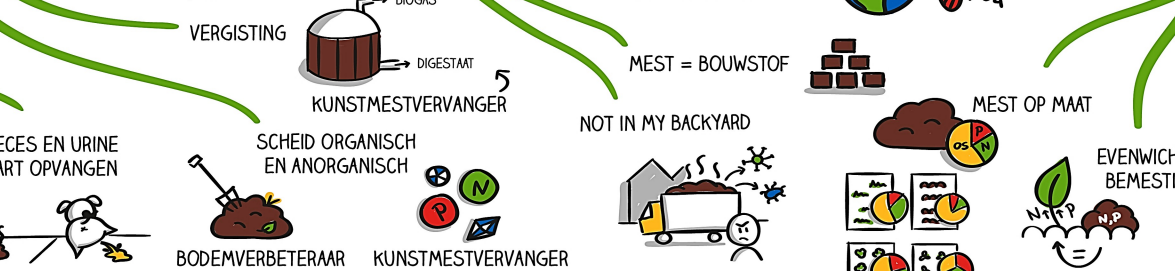 BIOGAS
VERGISTING
DIGESTAAT
KUNSTMESTVERVANGER
MEST = BOUWSTOF
MEST OP MAAT
OS
P
N
NOT IN MY BACKYARD
ECES EN URINE
ART OPVANGEN
SCHEID ORGANISCH
EN ANORGANISCH
N
P
BODEMVERBETERAAR
KUNSTMESTVERVANGER
EVENWICH
BEMESTI
N P
N,P